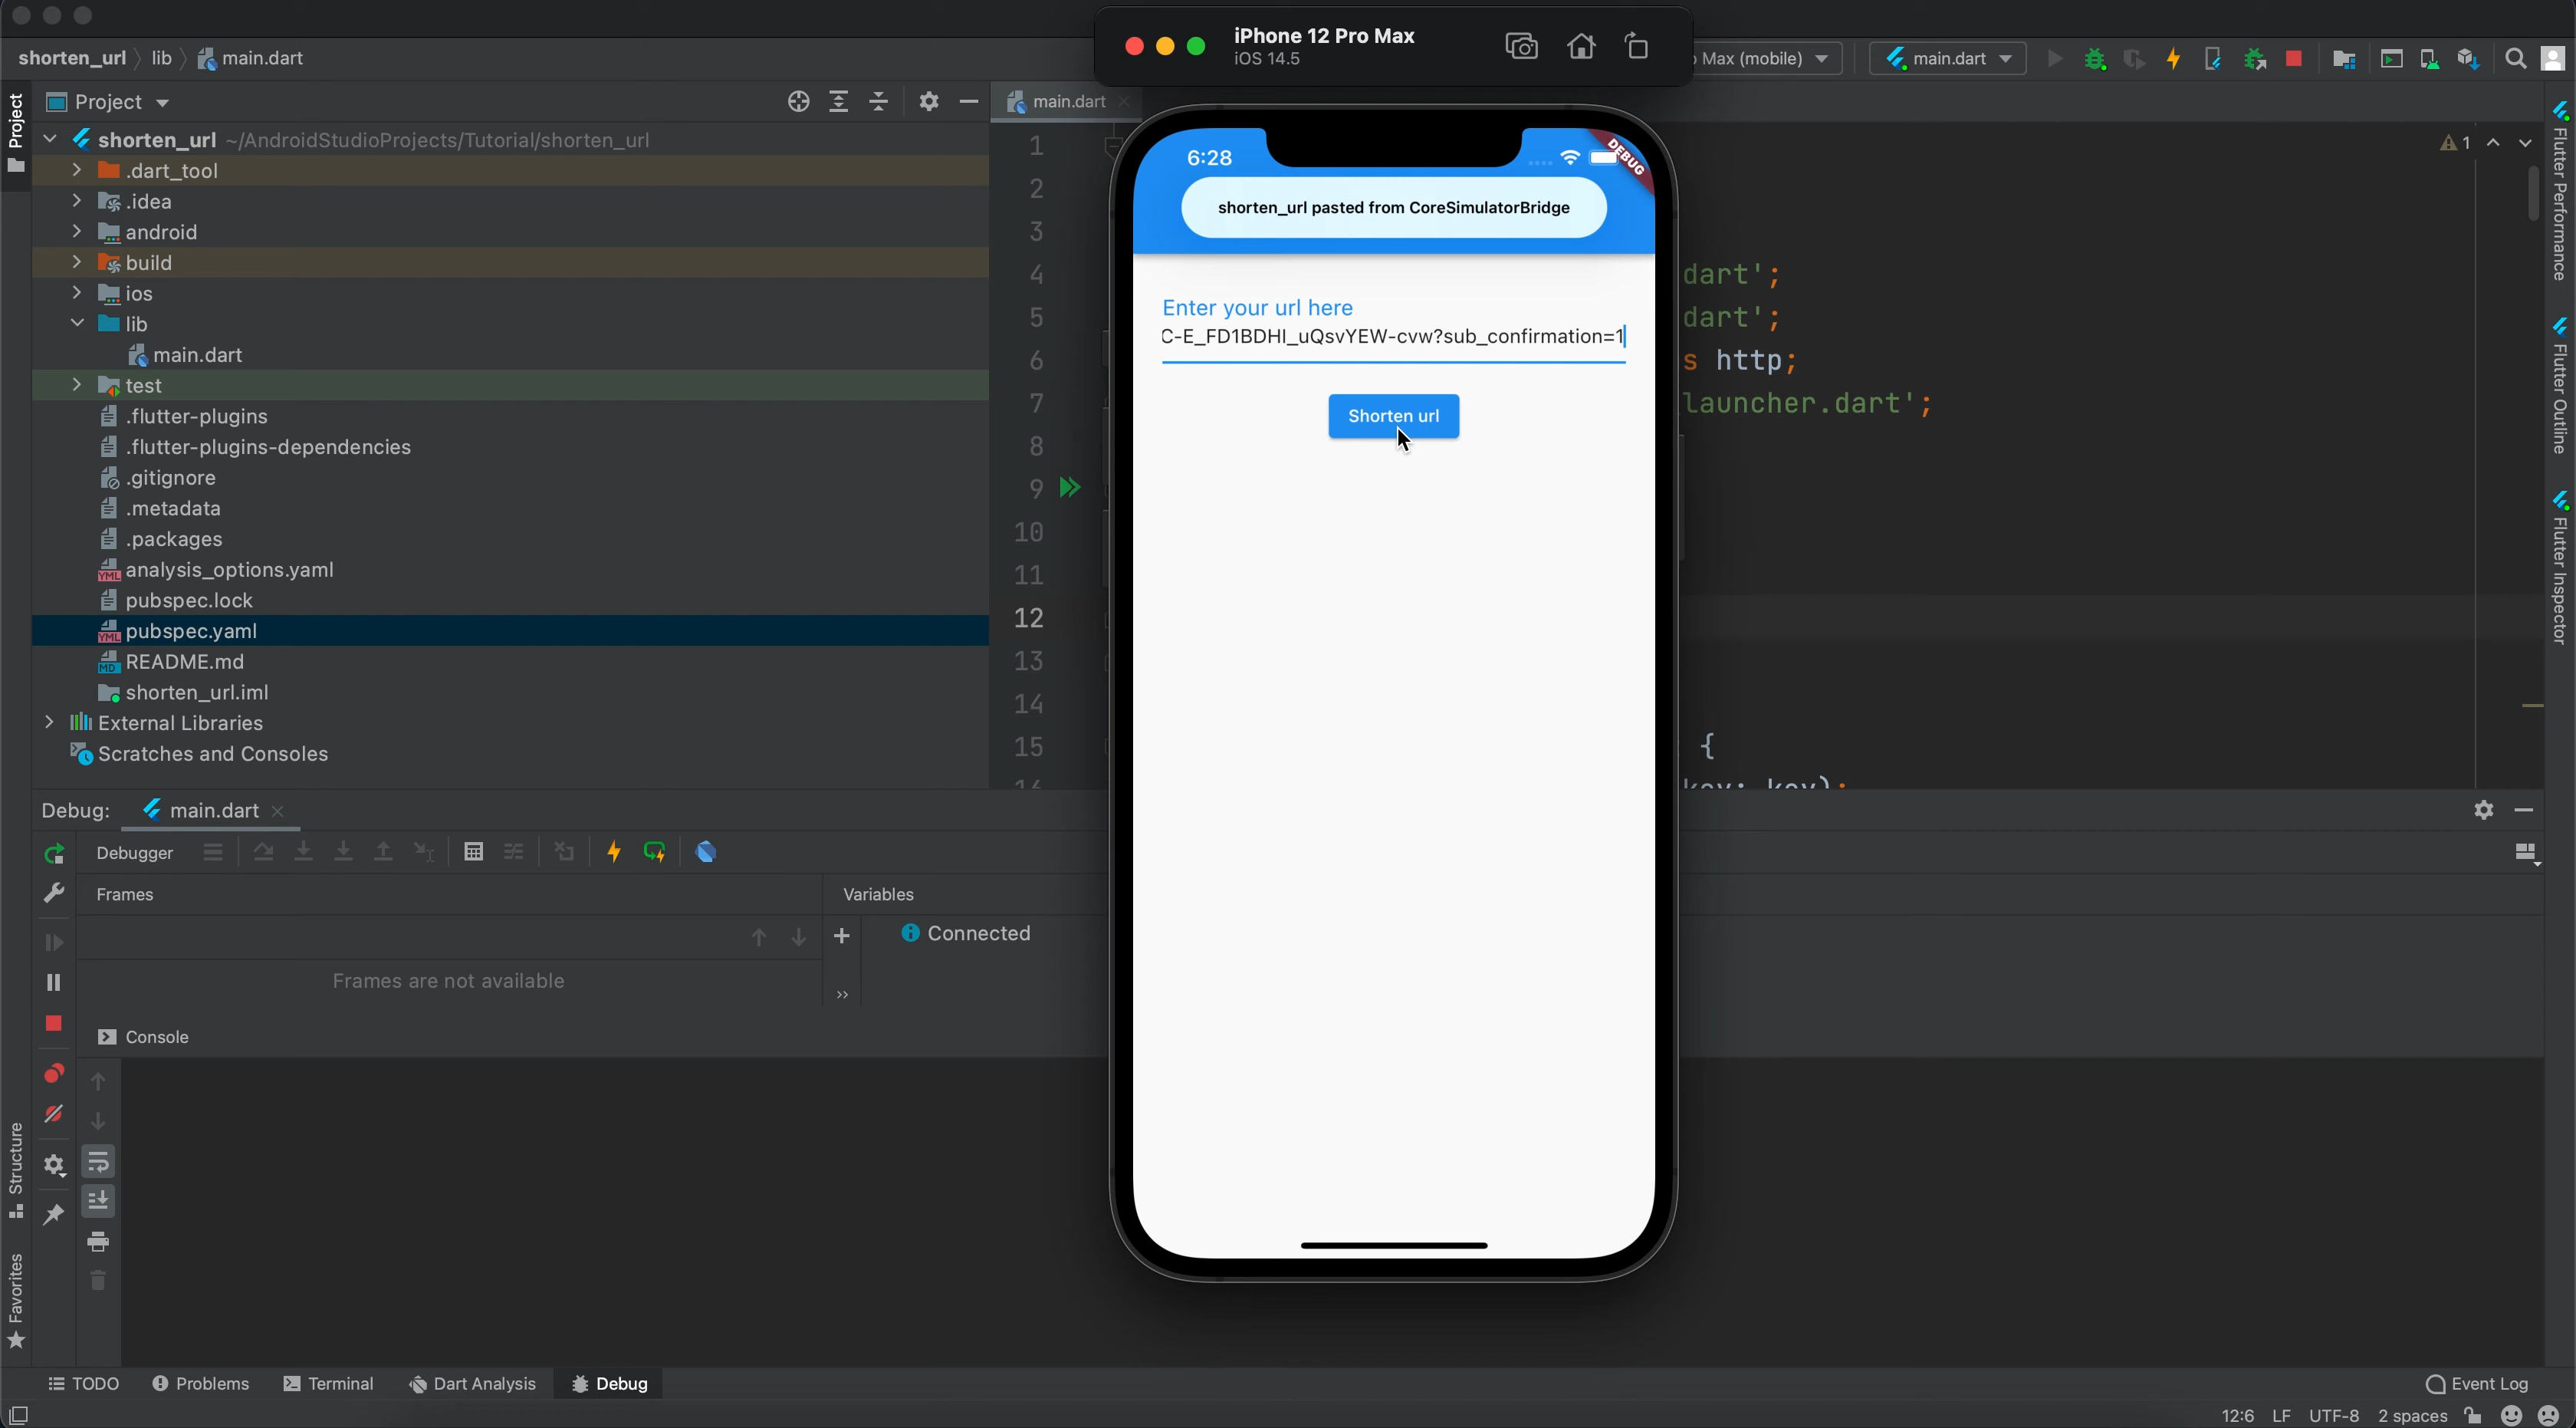 iPhone 12 Pro Max
iOS 14.5
shorten_url
lib
main.dart
Max (mobile)
main.dart
Project
Project
main.dart
shorten_url ~/AndroidStudioProjects/Tutorial/shorten_url
.dart_tool
.idea
android
build
ios
lib
main.dart
test
.flutter-plugins
.flutter-plugins-dependencies
.gitignore
.metadata
.packages
analysis_options.yaml
pubspec.lock
pubspec.yaml
README.md
shorten_url.iml
External Libraries
Scratches and Consoles
1
2
3
4
5
6
7
8
9
10
11
12
13
14
15
16
6:28
DEBUG
shorten_url pasted from CoreSimulatorBridge
Enter your url here
C-E_FD1BDHI_uQsvYEW-cvw?sub_confirmation=1
Shorten url
1
dart';
dart';
s http;
launcher.dart';
{
key: key);
Flutter Performance
Flutter Outline
Flutter Inspector
Debug:
main.dart
Debugger
Frames
Variables
Connected
Frames are not available
Console
Structure
Favorites
TODO
Problems
Terminal
Dart Analysis
Debug
Event Log
12:6
LF
UTF-8
2 spaces